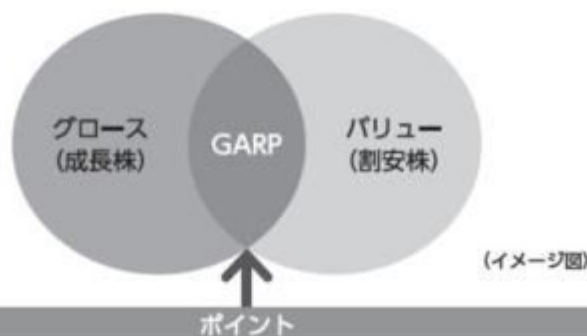 グロース
(成長株)
GARP
バリュー
(割安株)
(イメージ図)
ポイント